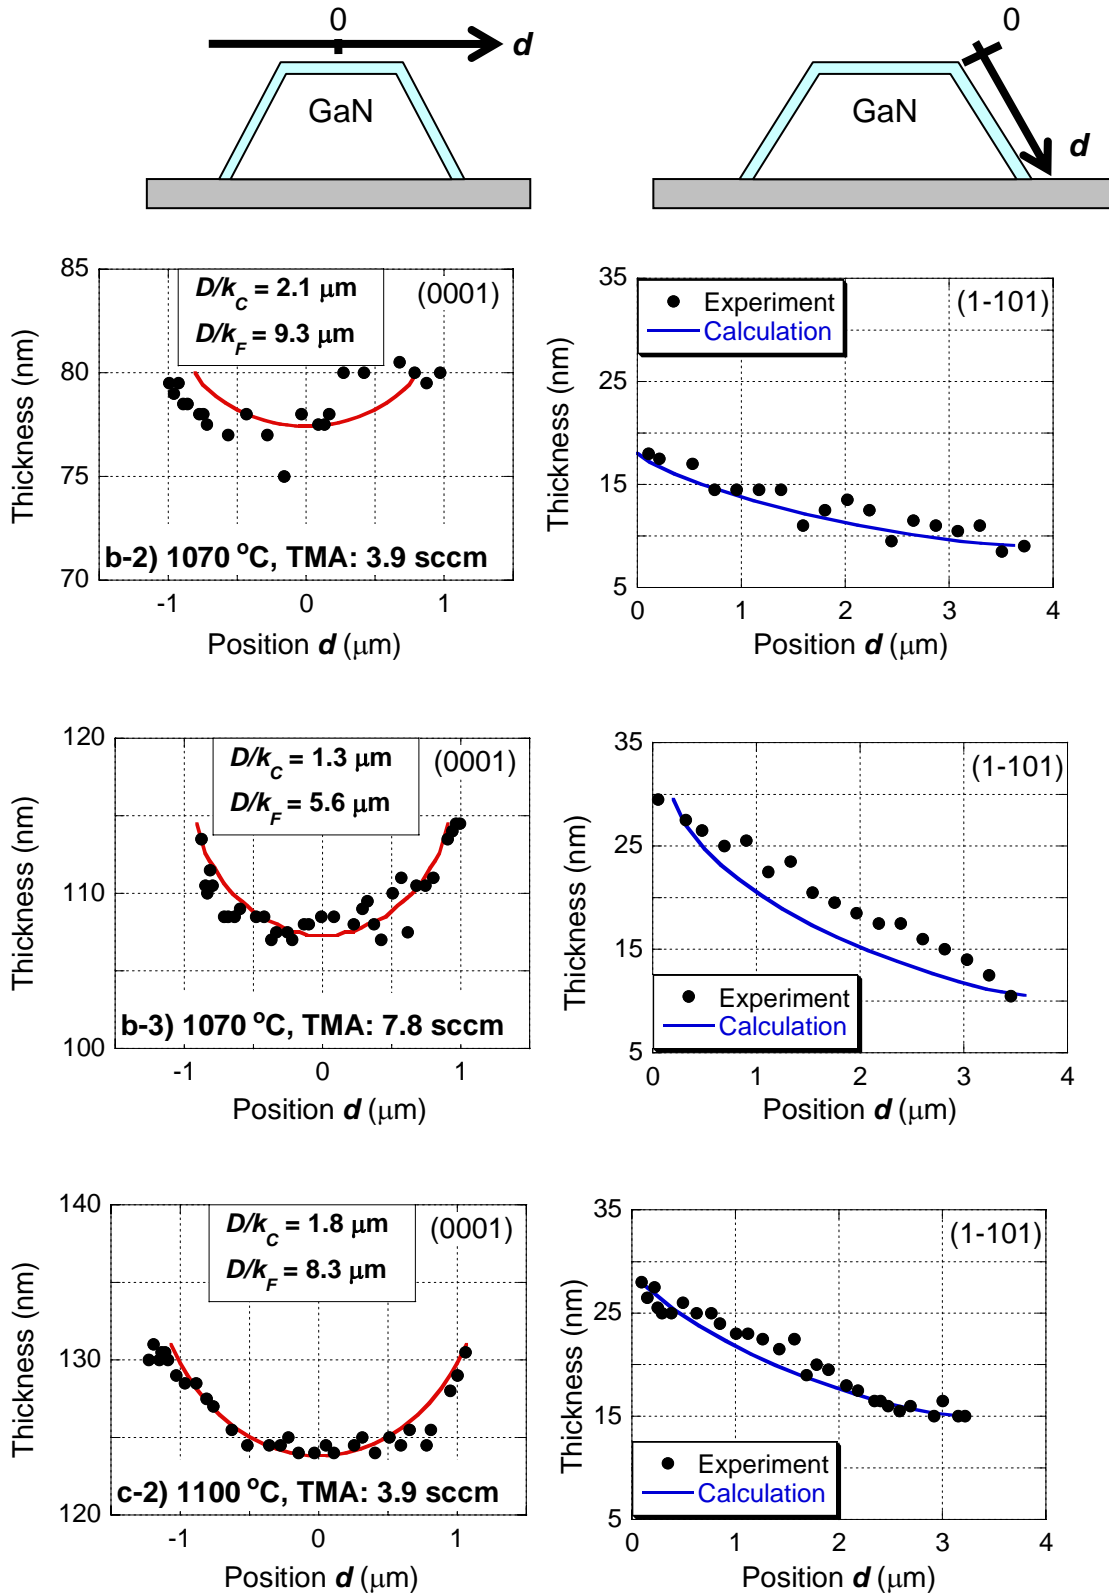 0
d
GaN
0
d
GaN
85
80
75
70
Thickness (nm)
D/k_C = 2.1 μm
D/k_F = 9.3 μm
(0001)
b-2) 1070 °C, TMA: 3.9 sccm
-1 0 1
Position d (μm)
35
25
15
5
Thickness (nm)
Experiment
Calculation
(1-101)
0 1 2 3 4
Position d (μm)
120
110
100
Thickness (nm)
D/k_C = 1.3 μm
D/k_F = 5.6 μm
(0001)
b-3) 1070 °C, TMA: 7.8 sccm
-1 0 1
Position d (μm)
35
25
15
5
Thickness (nm)
(1-101)
Experiment
Calculation
0 1 2 3 4
Position d (μm)
140
130
120
Thickness (nm)
D/k_C = 1.8 μm
D/k_F = 8.3 μm
(0001)
c-2) 1100 °C, TMA: 3.9 sccm
-1 0 1
Position d (μm)
35
25
15
5
Thickness (nm)
(1-101)
Experiment
Calculation
0 1 2 3 4
Position d (μm)